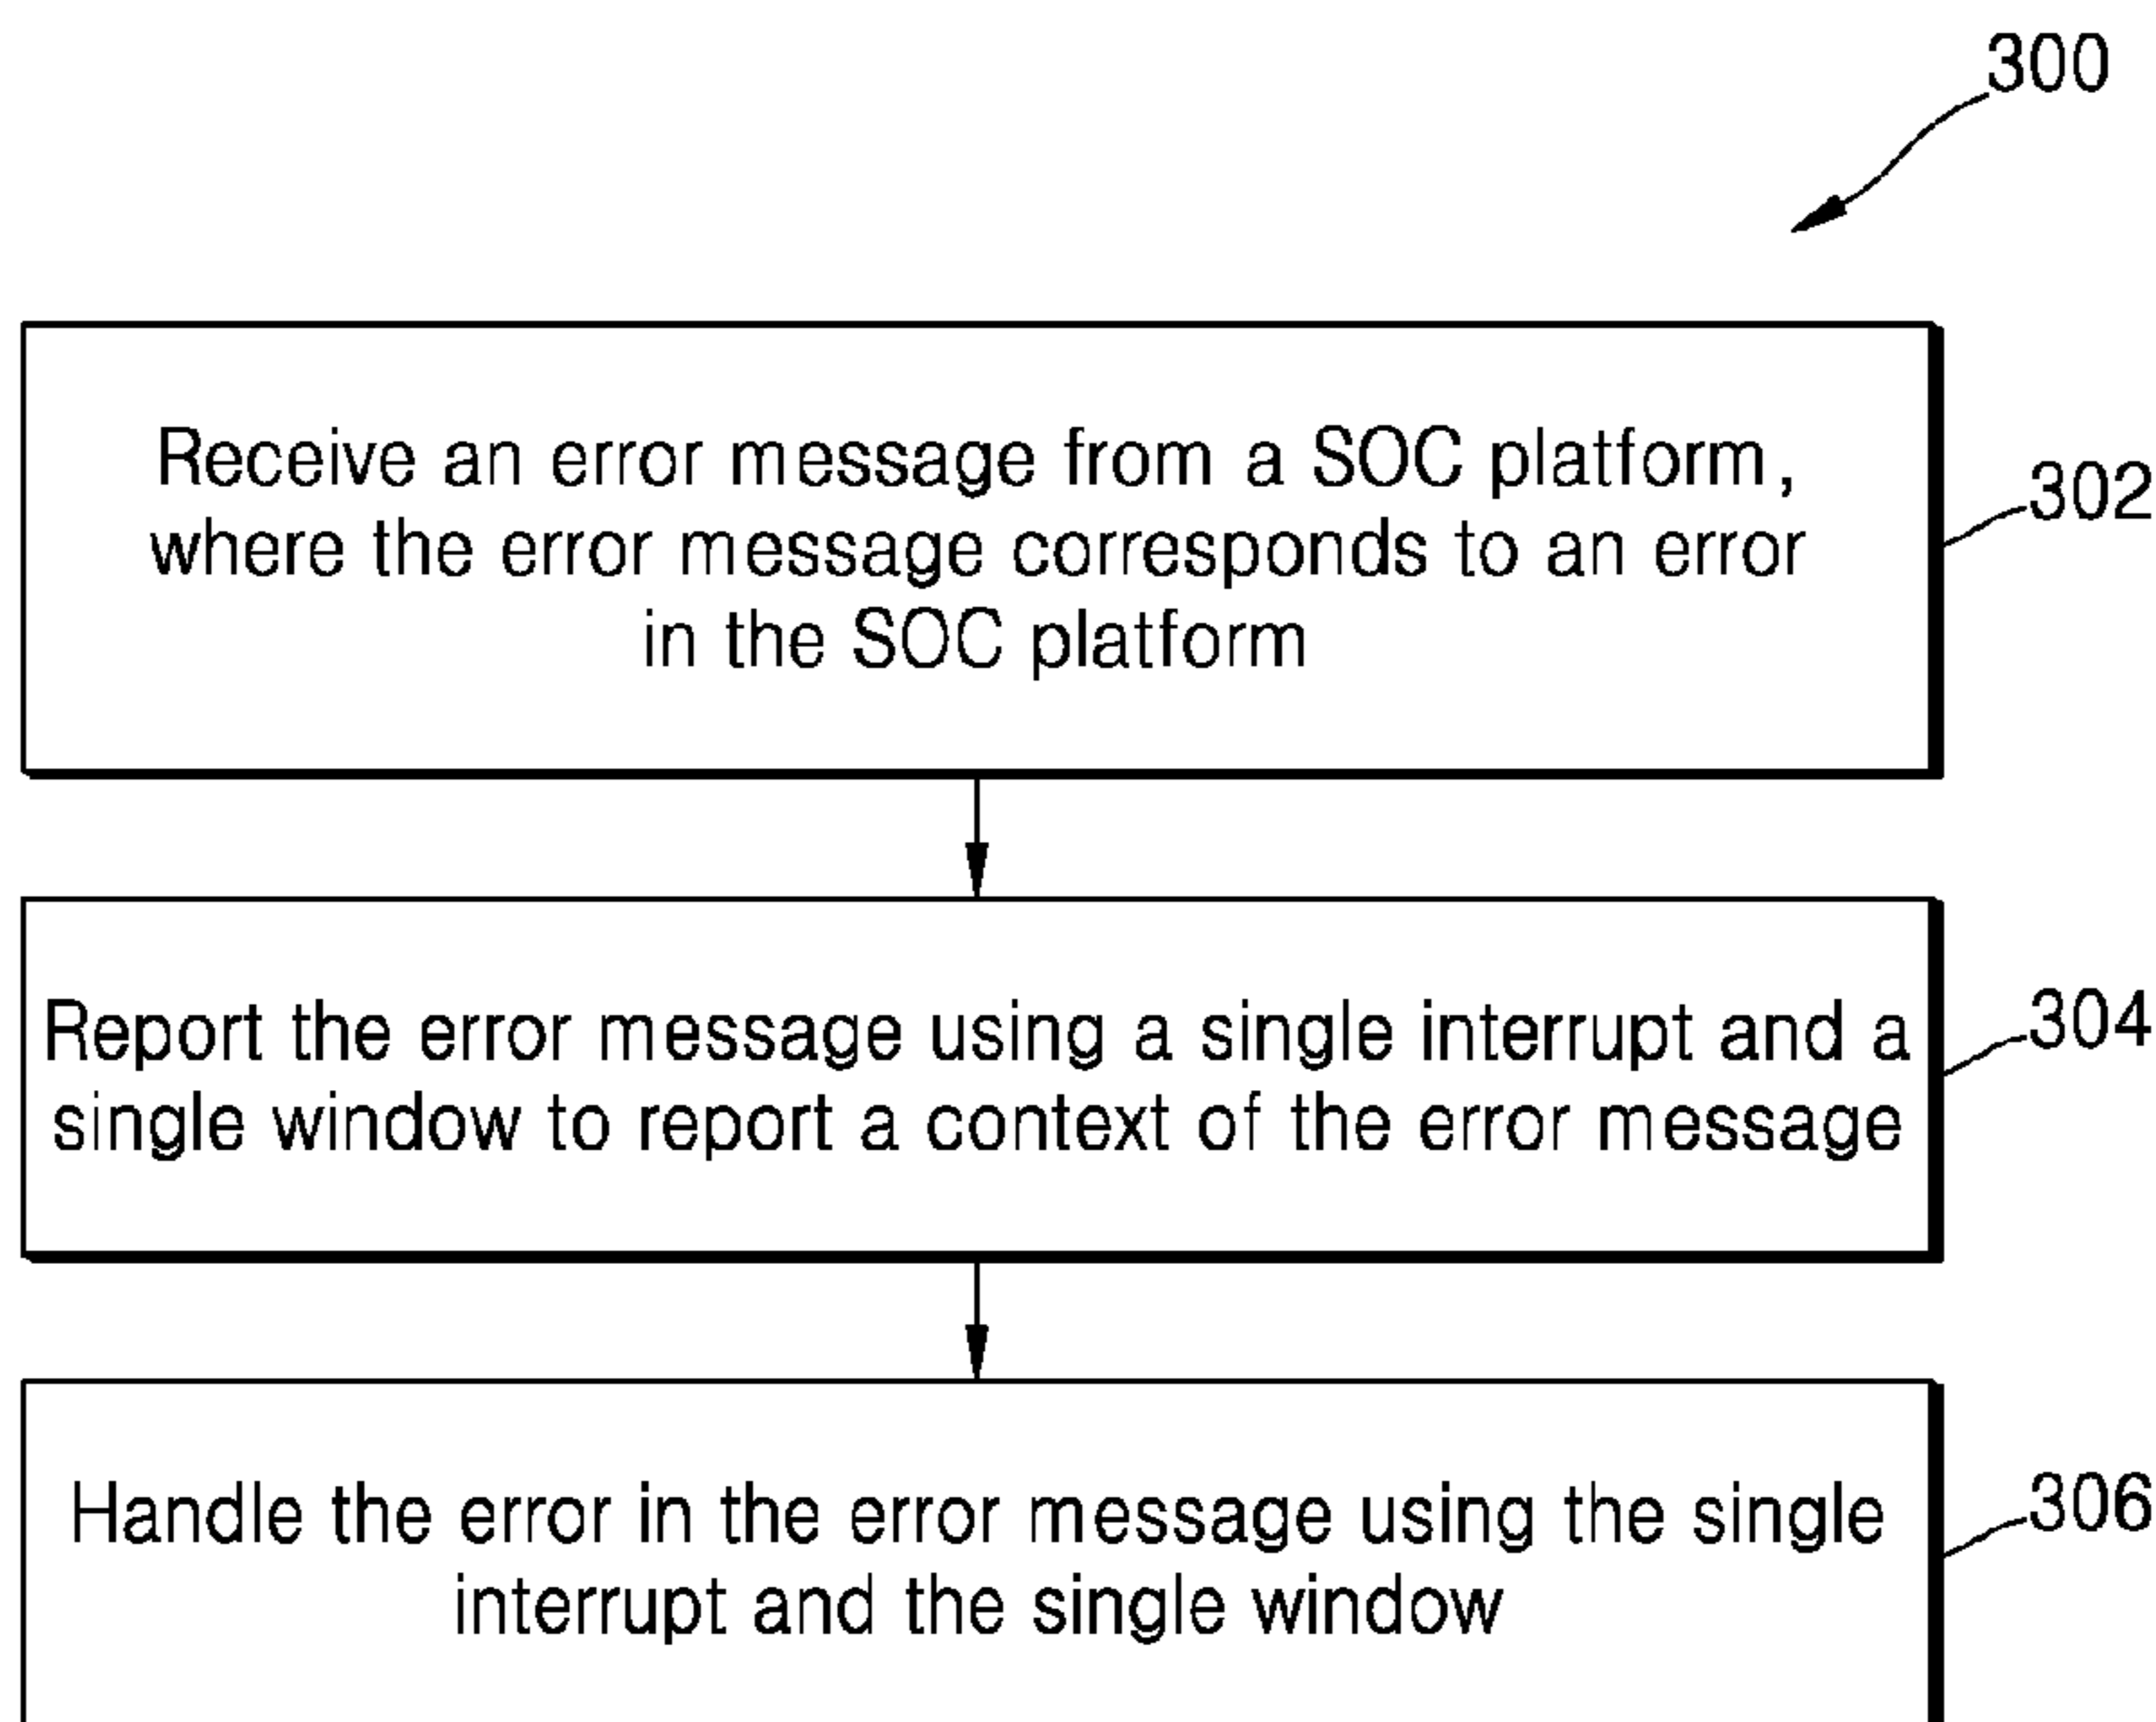 300
Receive an error message from a SOC platform,
where the error message corresponds to an error
in the SOC platform
302
Report the error message using a single interrupt and a
single window to report a context of the error message
304
Handle the error in the error message using the single
interrupt and the single window
306